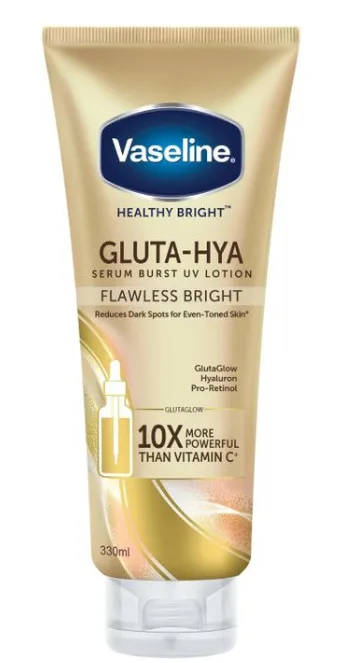 Vaseline®
HEALTHY BRIGHT™
GLUTA-HYA
SERUM BURST UV LOTION
FLAWLESS BRIGHT
Reduces Dark Spots for Even-Toned Skin*
GlutaGlow
Hyaluron
Pro-Retinol
GLUTAGLOW
10X MORE
POWERFUL
THAN VITAMIN C⁺
330ml